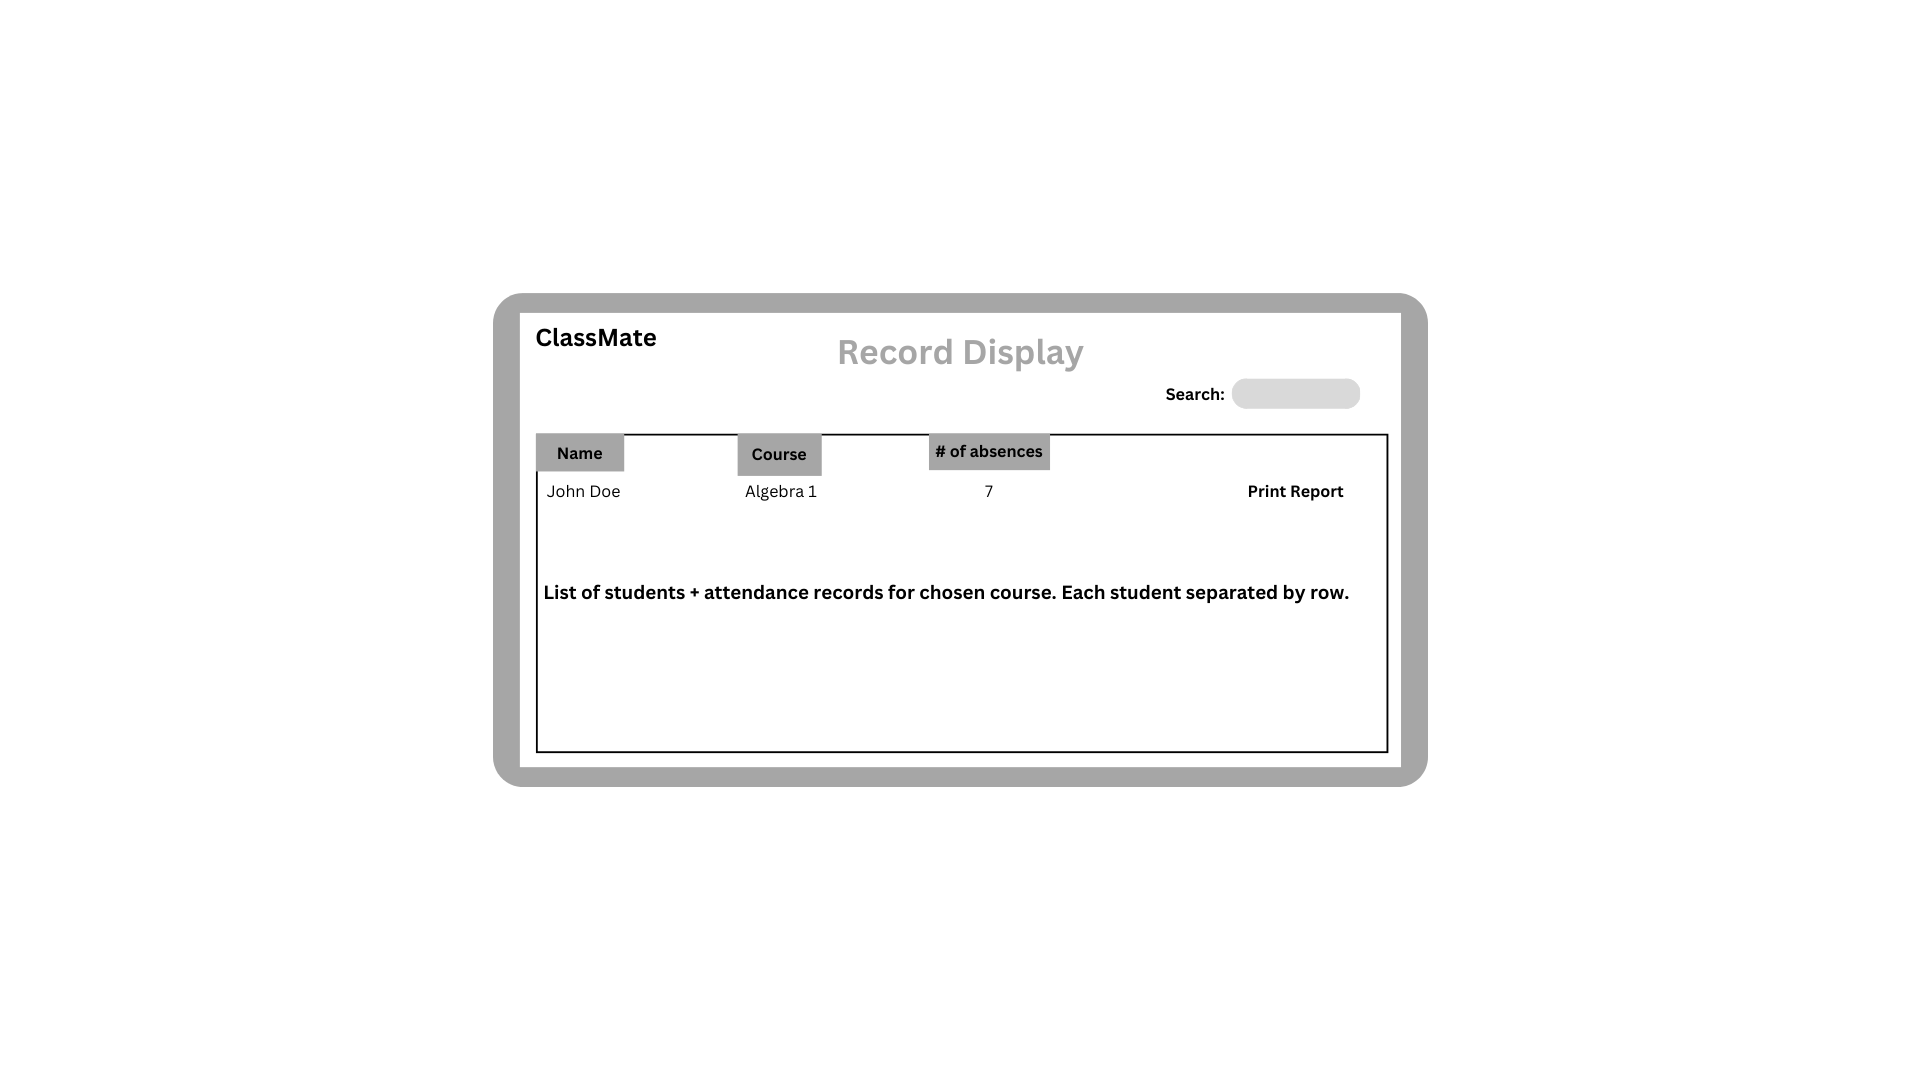 ClassMate
Record Display
Search:
Name Course # of absences
John Doe Algebra 1 7 Print Report
List of students + attendance records for chosen course. Each student separated by row.